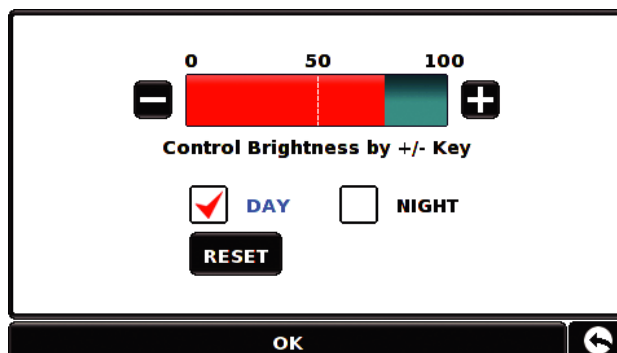 0 50 100
Control Brightness by +/- Key
DAY NIGHT
RESET
OK